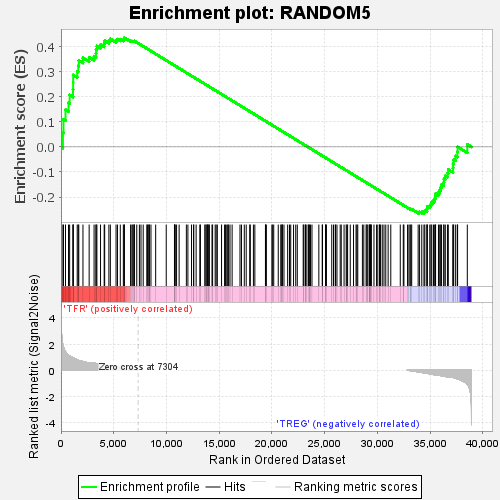 Enrichment plot: RANDOM5
Enrichment score (ES)
0.4
0.3
0.2
0.1
0.0
-0.1
-0.2
'TFR' (positively correlated)
Ranked list metric (Signal2Noise)
4
2
0
-2
-4
Zero cross at 7304
'TREG' (negatively correlated)
0
5,000
10,000
15,000
20,000
25,000
30,000
35,000
40,000
Rank in Ordered Dataset
Enrichment profile
Hits
Ranking metric scores